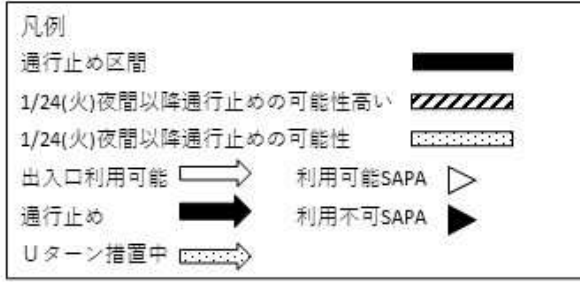 凡例
通行止め区間
1/24(火)夜間以降通行止めの可能性高い
1/24(火)夜間以降通行止めの可能性
出入口利用可能 利用可能SAPA
通行止め 利用不可SAPA
Uターン措置中